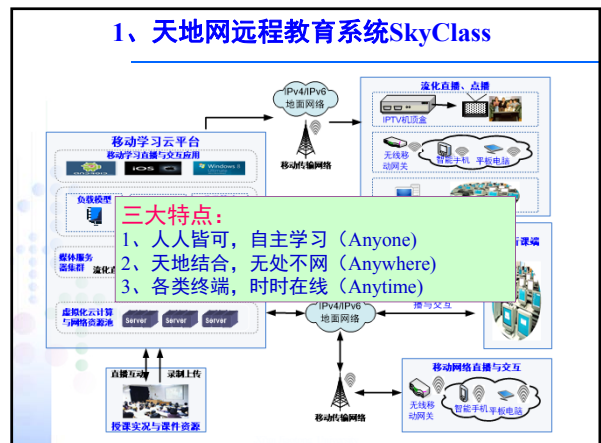 1、天地网远程教育系统SkyClass
IPv4/IPv6
地面网络
移动传输网络
流化直播、点播
IPTV机顶盒
无线移
动网关
智能手机
平板电脑
移动学习云平台
移动学习直播与交互应用
ANDROID
iOS
Windows 8
负载模型
三大特点：
1、人人皆可，自主学习（Anyone)
2、天地结合，无处不网（Anywhere)
3、各类终端，时时在线（Anytime)
课端
媒体服务
器集群
虚拟化云计算
与网络资源池
Server
Server
Server
IPv4/IPv6
地面网络
播与交互
直播互动
录制上传
授课实况与课件资源
移动传输网络
移动网络直播与交互
无线移
动网关
智能手机
平板电脑